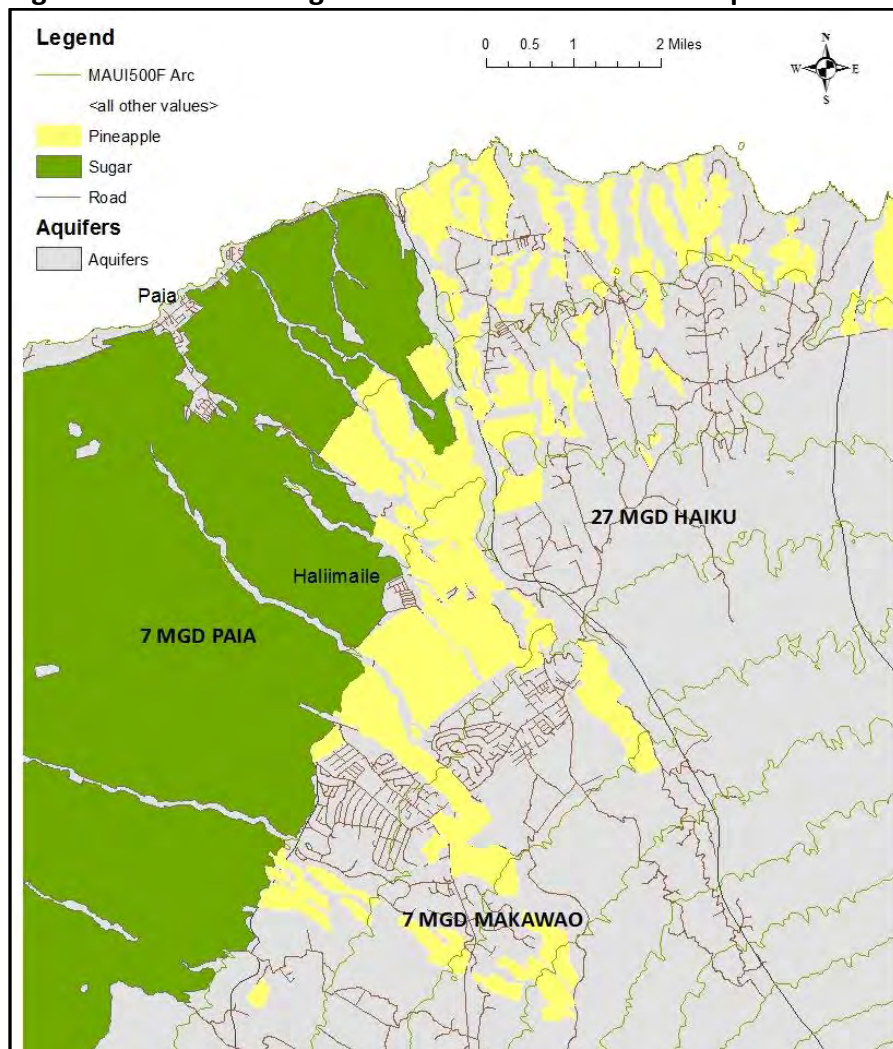 Legend
MAUI500F Arc
<all other values>
Pineapple
Sugar
Road
Aquifers
Aquifers
0 0.5 1 2 Miles
N
W E
S
Paia
27 MGD HAIKU
Haliimaile
7 MGD PAIA
7 MGD MAKAWAO